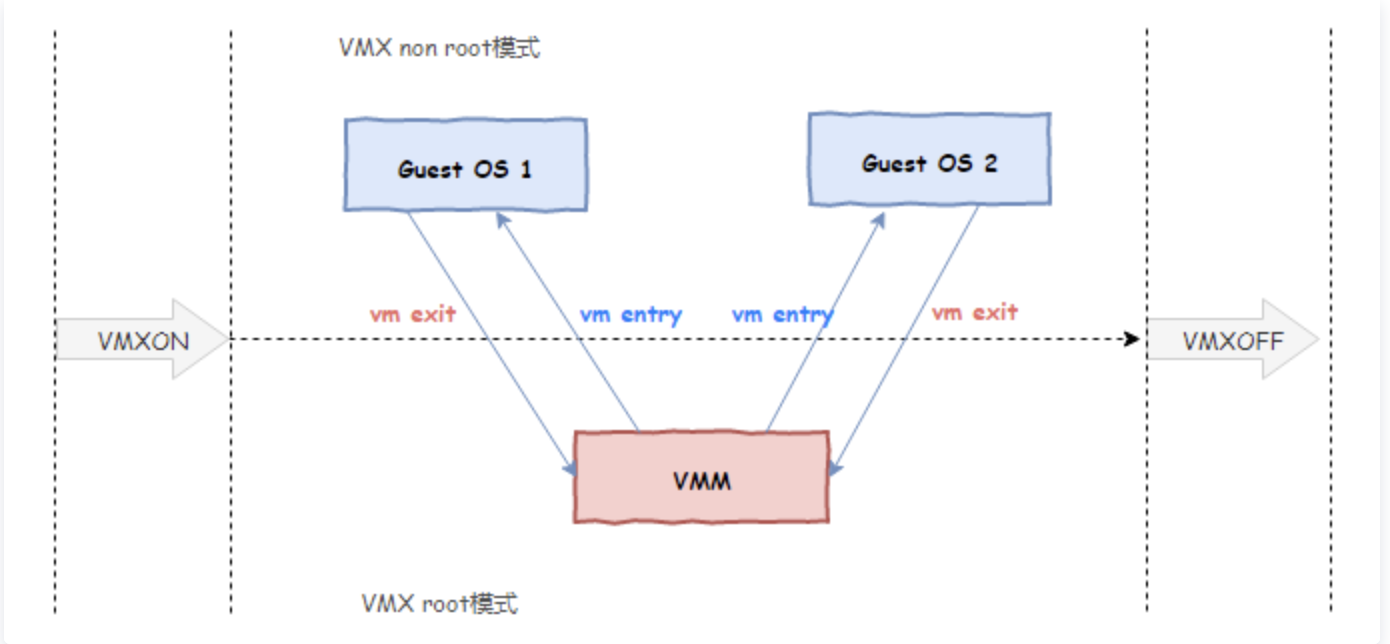 VMX non root模式
Guest OS 1
Guest OS 2
vm exit
vm entry
vm entry
vm exit
VMXON
VMXOFF
VMM
VMX root模式